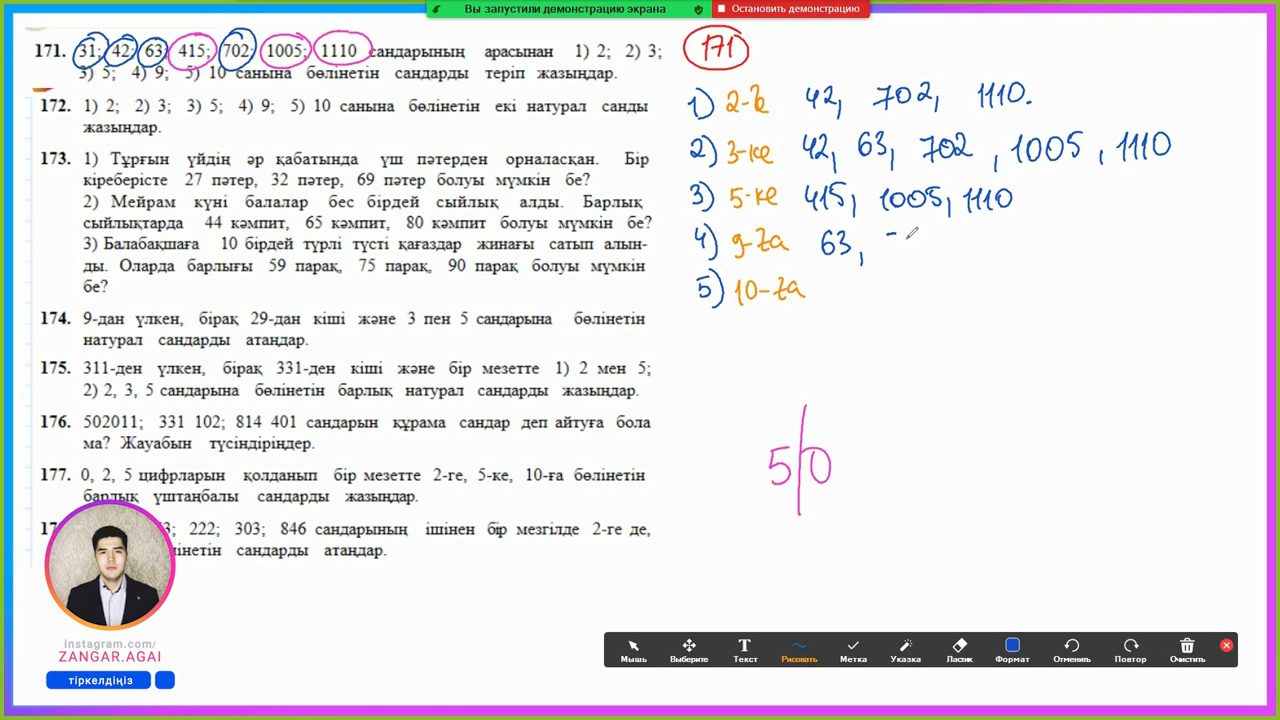 Вы запустили демонстрацию экрана
Остановить демонстрацию
171. 31; 42; 63; 415; 702; 1005; 1110 сандарының арасынан 1) 2; 2) 3;
3) 5; 4) 9; 5) 10 санына бөлінетін сандарды теріп жазыңдар.
172. 1) 2; 2) 3; 3) 5; 4) 9; 5) 10 санына бөлінетін екі натурал санды
жазыңдар.
173. 1) Тұрғын үйдің әр қабатында үш пәтерден орналасқан. Бір
кіреберісте 27 пәтер, 32 пәтер, 69 пәтер болуы мүмкін бе?
2) Мейрам күні балалар бес бірдей сыйлық алды. Барлық
сыйлықтарда 44 кәмпит, 65 кәмпит, 80 кәмпит болуы мүмкін бе?
3) Балабақшаға 10 бірдей түрлі түсті қағаздар жинағы сатып алын-
ды. Оларда барлығы 59 парақ, 75 парақ, 90 парақ болуы мүмкін
бе?
174. 9-дан үлкен, бірақ 29-дан кіші және 3 пен 5 сандарына бөлінетін
натурал сандарды атаңдар.
175. 311-ден үлкен, бірақ 331-ден кіші және бір мезетте 1) 2 мен 5;
2) 2, 3, 5 сандарына бөлінетін барлық натурал сандарды жазыңдар.
176. 502011; 331 102; 814 401 сандарын құрама сандар деп айтуға бола
ма? Жауабын түсіндіріңдер.
177. 0, 2, 5 цифрларын қолданып бір мезетте 2-ге, 5-ке, 10-ға бөлінетін
барлық үштаңбалы сандарды жазыңдар.
222; 303; 846 сандарының ішінен бір мезгілде 2-ге де,
сандарды атаңдар.
instagram.com/
ZANGAR.AGAI
тіркелдіңіз
171
1) 2-ге 42, 702, 1110.
2) 3-ке 42, 63, 702, 1005, 1110
3) 5-ке 415, 1005, 1110
4) 9-ға 63,
5) 10-ға
5 0
Мышь Выберите Текст Рисовать Метка Указка Ластик Формат Отменить Повтор Очистить